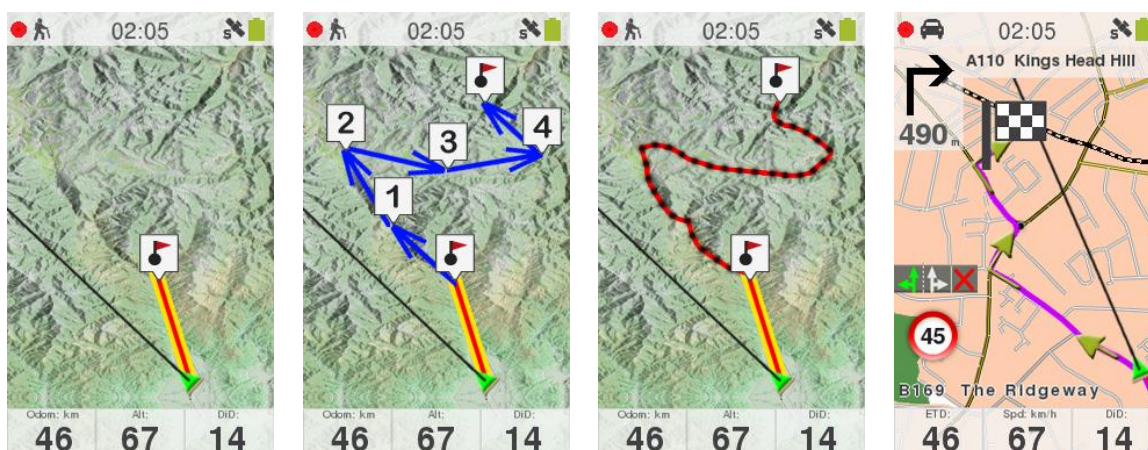 02:05
Odom: km Alt: DiD:
46 67 14
02:05
2
3
4
1
Odom: km Alt: DiD:
46 67 14
02:05
Odom: km Alt: DiD:
46 67 14
02:05
A110 Kings Head Hill
490 m
45
B169 The Ridgeway
ETD: Spd: km/h DiD:
46 67 14